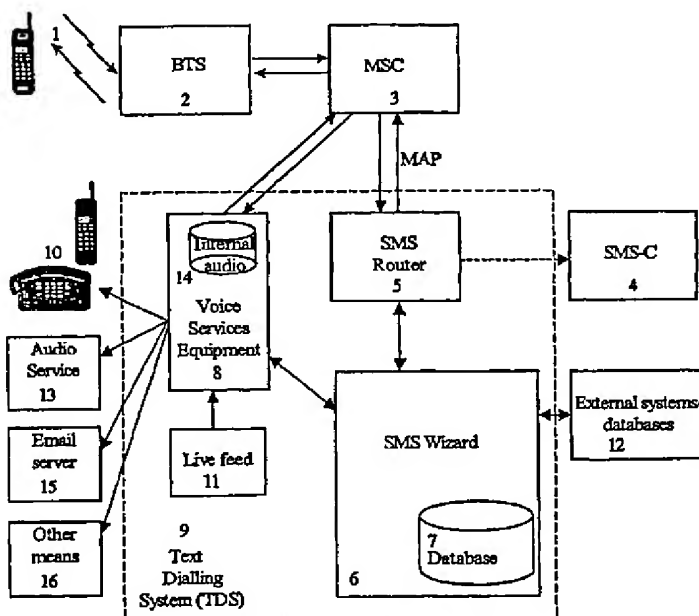 1
BTS
2
MSC
3
MAP
10
Internal
audio
14
Voice
Services
Equipment
8
SMS
Router
5
SMS-C
4
Audio
Service
13
Email
server
15
Other
means
16
Live feed
11
SMS Wizard
7
Database
6
External systems/
databases
12
9
Text
Dialling
System (TDS)